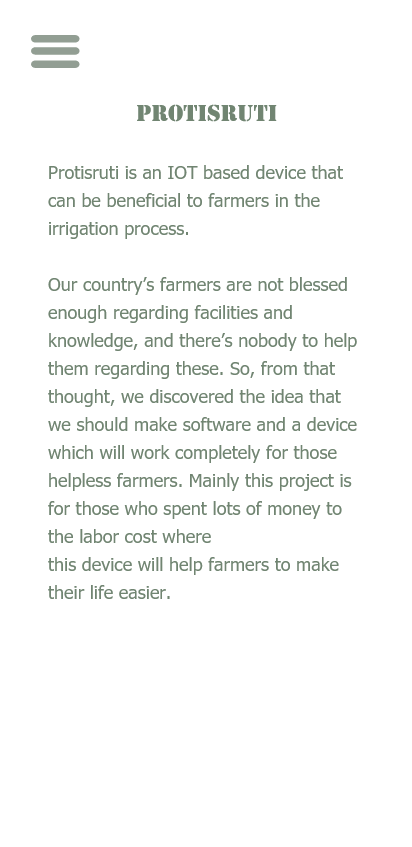 PROTISRUTI
Protisruti is an IOT based device that
can be beneficial to farmers in the
irrigation process.
Our country’s farmers are not blessed
enough regarding facilities and
knowledge, and there’s nobody to help
them regarding these. So, from that
thought, we discovered the idea that
we should make software and a device
which will work completely for those
helpless farmers. Mainly this project is
for those who spent lots of money to
the labor cost where
this device will help farmers to make
their life easier.